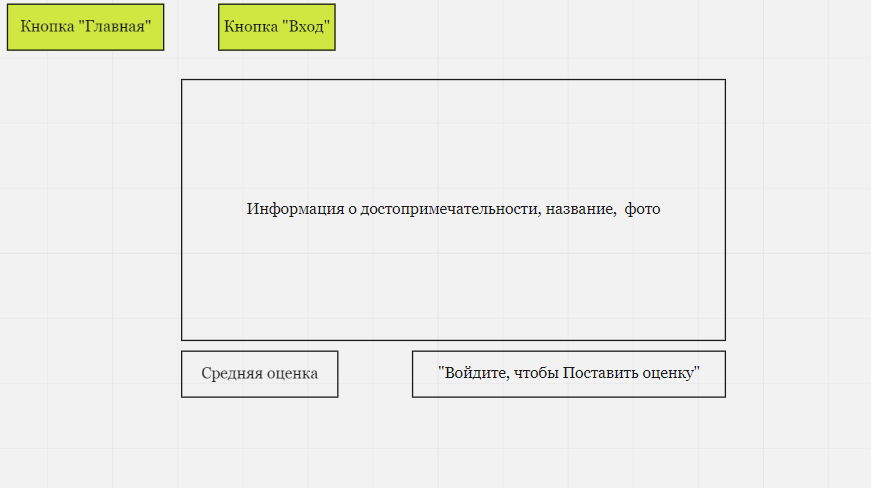 Кнопка "Главная"
Кнопка "Вход"
Информация о достопримечательности, название, фото
Средняя оценка
"Войдите, чтобы Поставить оценку"